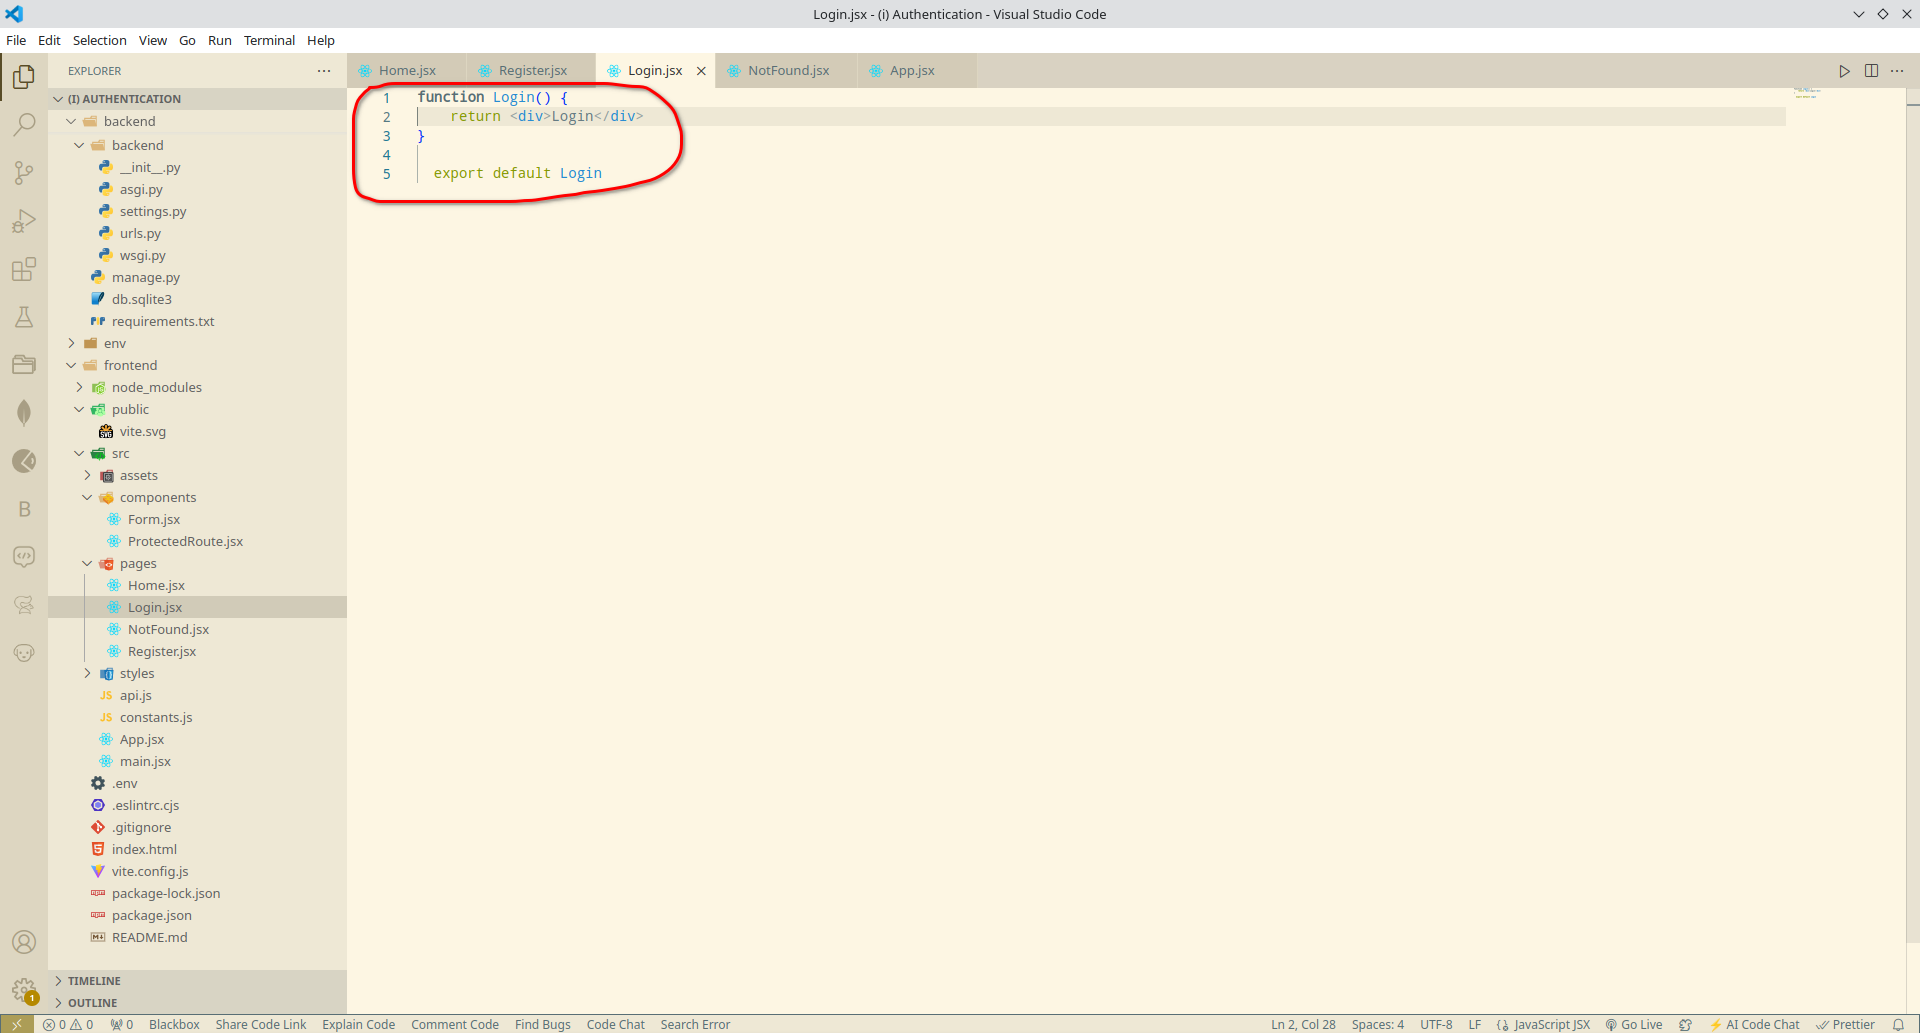 Login.jsx - (i) Authentication - Visual Studio Code
File Edit Selection View Go Run Terminal Help
EXPLORER
Home.jsx Register.jsx Login.jsx NotFound.jsx App.jsx
(I) AUTHENTICATION
backend
backend
__init__.py
asgi.py
settings.py
urls.py
wsgi.py
manage.py
db.sqlite3
requirements.txt
env
frontend
node_modules
public
vite.svg
src
assets
components
Form.jsx
ProtectedRoute.jsx
pages
Home.jsx
Login.jsx
NotFound.jsx
Register.jsx
styles
JS api.js
JS constants.js
App.jsx
main.jsx
.env
.eslintrc.cjs
.gitignore
index.html
vite.config.js
package-lock.json
package.json
README.md
TIMELINE
OUTLINE
1 function Login() {
2 return <div>Login</div>
3 }
4
5 export default Login
B
1
0 0 0 Blackbox Share Code Link Explain Code Comment Code Find Bugs Code Chat Search Error
Ln 2, Col 28 Spaces: 4 UTF-8 LF JavaScript JSX Go Live AI Code Chat Prettier